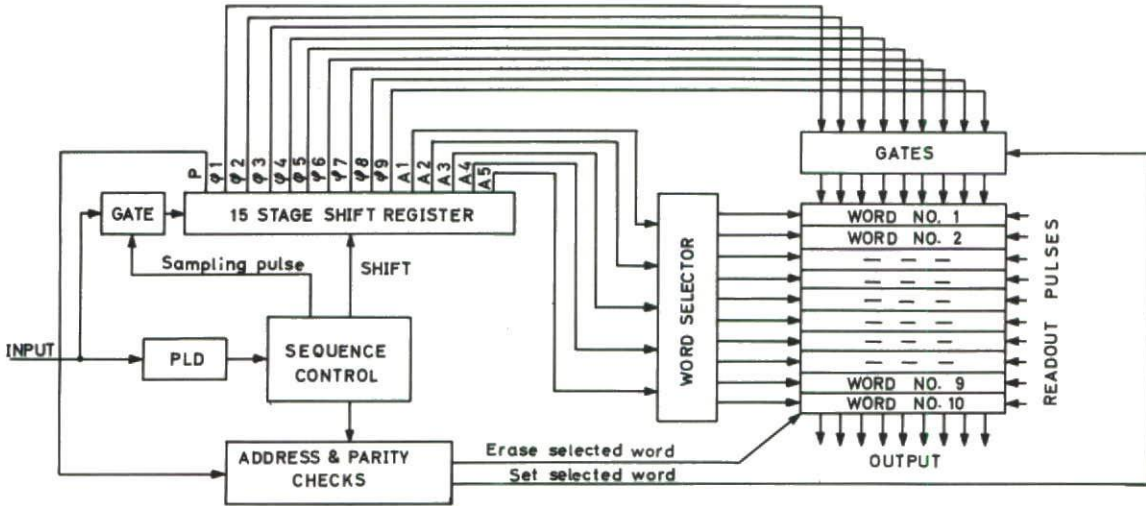 P φ1 φ2 φ3 φ4 φ5 φ6 φ7 φ8 φ9 A1 A2 A3 A4 A5
GATES
GATE
15 STAGE SHIFT REGISTER
WORD NO. 1
WORD NO. 2
— — —
— — —
— — —
— — —
— — —
— — —
WORD NO. 9
WORD NO. 10
READOUT PULSES
WORD SELECTOR
Sampling pulse
SHIFT
INPUT
PLD
SEQUENCE
CONTROL
ADDRESS & PARITY
CHECKS
Erase selected word
Set selected word
OUTPUT